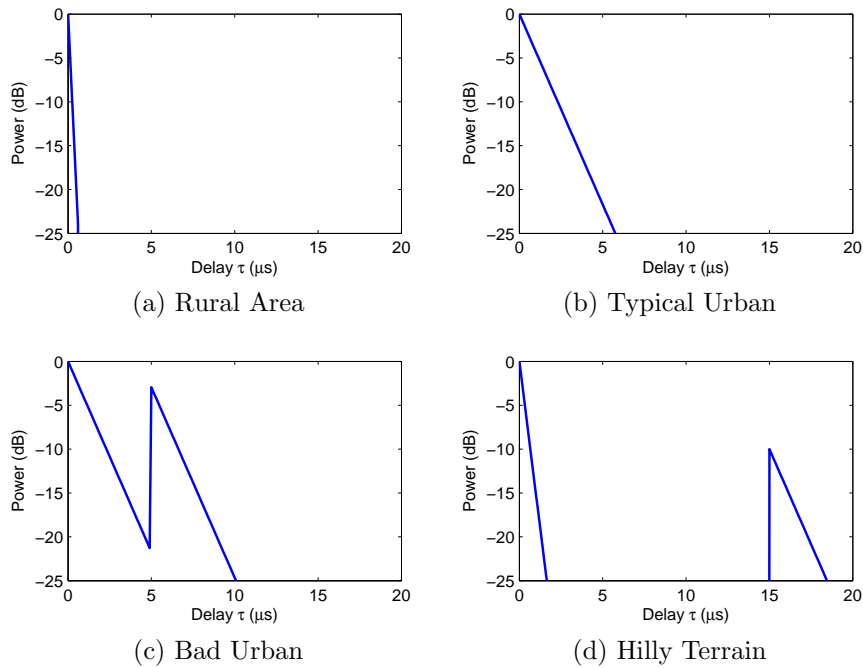 0
−5
−10
−15
−20
−25
Power (dB)
0 5 10 15 20
Delay τ (μs)
(a) Rural Area
0
−5
−10
−15
−20
−25
Power (dB)
0 5 10 15 20
Delay τ (μs)
(b) Typical Urban
0
−5
−10
−15
−20
−25
Power (dB)
0 5 10 15 20
Delay τ (μs)
(c) Bad Urban
0
−5
−10
−15
−20
−25
Power (dB)
0 5 10 15 20
Delay τ (μs)
(d) Hilly Terrain